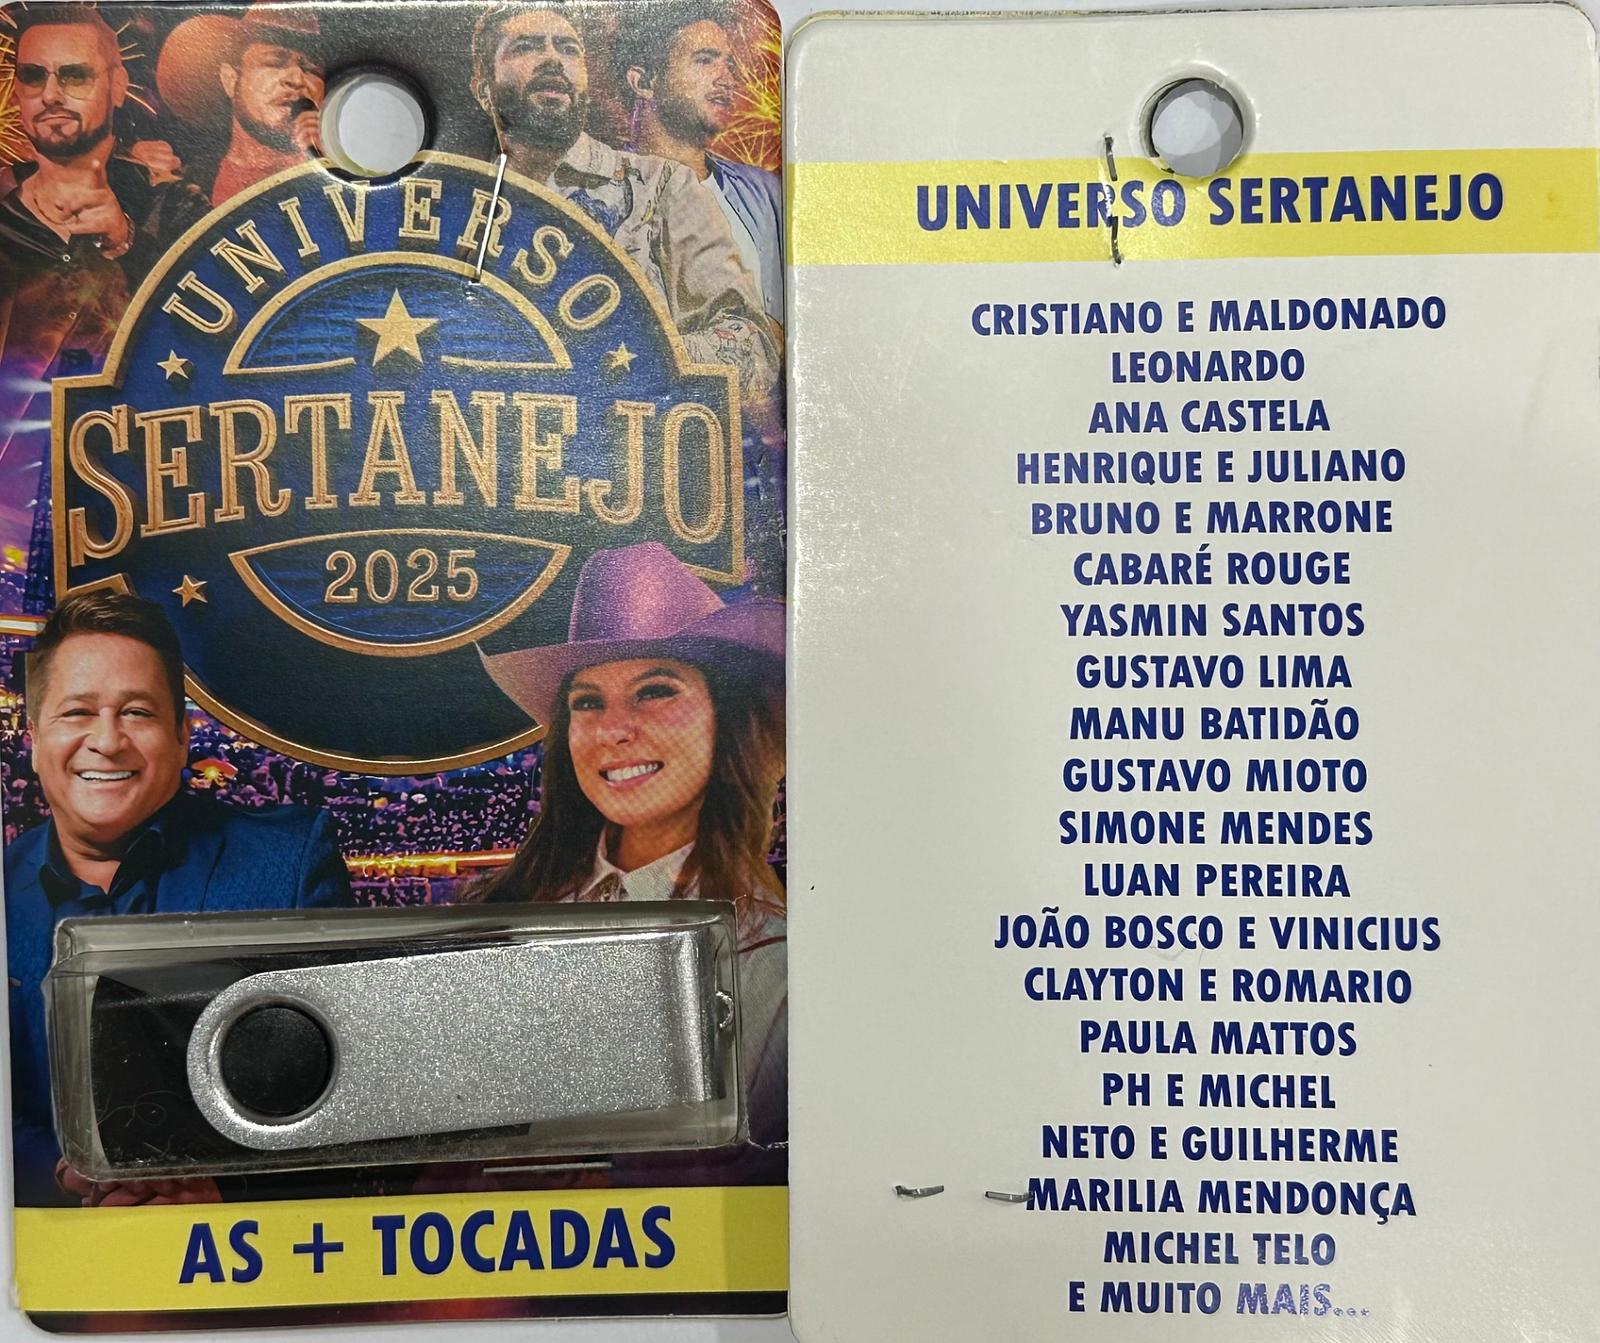 UNIVERSO
SERTANEJO
2025
AS + TOCADAS
UNIVERSO SERTANEJO
CRISTIANO E MALDONADO
LEONARDO
ANA CASTELA
HENRIQUE E JULIANO
BRUNO E MARRONE
CABARÉ ROUGE
YASMIN SANTOS
GUSTAVO LIMA
MANU BATIDÃO
GUSTAVO MIOTO
SIMONE MENDES
LUAN PEREIRA
JOÃO BOSCO E VINICIUS
CLAYTON E ROMARIO
PAULA MATTOS
PH E MICHEL
NETO E GUILHERME
MARILIA MENDONÇA
MICHEL TELO
E MUITO MAIS...